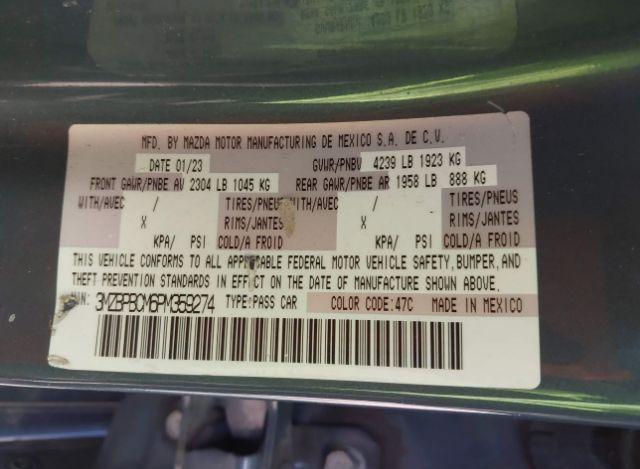 MFD. BY MAZDA MOTOR MANUFACTURING DE MEXICO S.A. DE C.V.
DATE 01/23 GVWR/PNBV 4239 LB 1923 KG
FRONT GAWR/PNBE AV 2304 LB 1045 KG REAR GAWR/PNBE AR 1958 LB 888 KG
WITH/AVEC / TIRES/PNEUS WITH/AVEC / TIRES/PNEUS
X RIMS/JANTES X RIMS/JANTES
KPA/ PSI COLD/A FROID KPA/ PSI COLD/A FROID
THIS VEHICLE CONFORMS TO ALL APPLICABLE FEDERAL MOTOR VEHICLE SAFETY, BUMPER, AND
THEFT PREVENTION STANDARDS IN EFFECT ON THE DATE OF MANUFACTURE SHOWN ABOVE.
VIN: 3MZBPBCM6PM359274 TYPE:PASS CAR COLOR CODE:47C MADE IN MEXICO